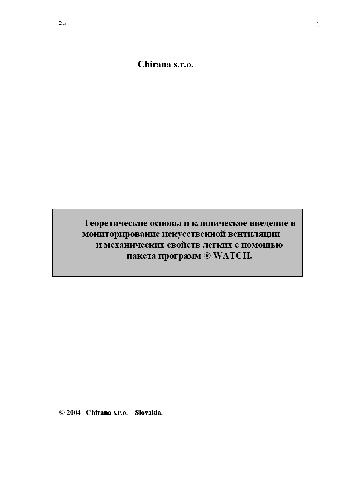 Chirana s.r.o.
Теоретические основы и клиническое введение в
мониторирование искусственной вентиляции
и механических свойств легких с помощью
пакета программ ® WATCH.
© 2004 Chirana s.r.o. Slovakia.